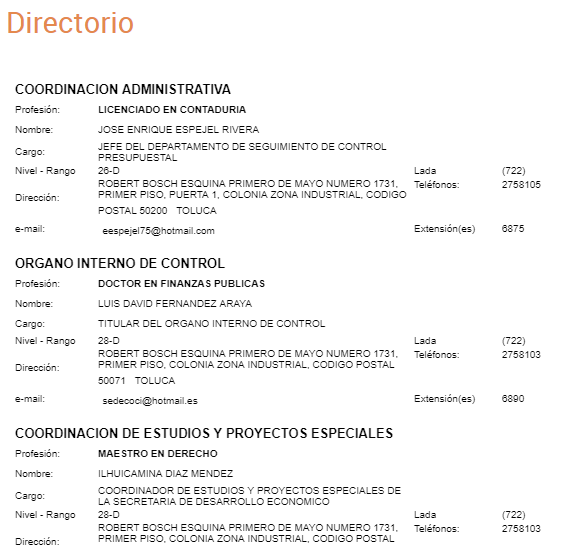 Directorio
COORDINACION ADMINISTRATIVA
Profesión: LICENCIADO EN CONTADURIA
Nombre: JOSE ENRIQUE ESPEJEL RIVERA
Cargo: JEFE DEL DEPARTAMENTO DE SEGUIMIENTO DE CONTROL
PRESUPUESTAL
Nivel - Rango 26-D Lada (722)
Dirección: ROBERT BOSCH ESQUINA PRIMERO DE MAYO NUMERO 1731, Teléfonos: 2758105
PRIMER PISO, PUERTA 1, COLONIA ZONA INDUSTRIAL, CODIGO
POSTAL 50200 TOLUCA
e-mail: eespejel75@hotmail.com Extensión(es) 6875
ORGANO INTERNO DE CONTROL
Profesión: DOCTOR EN FINANZAS PUBLICAS
Nombre: LUIS DAVID FERNANDEZ ARAYA
Cargo: TITULAR DEL ORGANO INTERNO DE CONTROL
Nivel - Rango 28-D Lada (722)
Dirección: ROBERT BOSCH ESQUINA PRIMERO DE MAYO NUMERO 1731, Teléfonos: 2758103
PRIMER PISO, COLONIA ZONA INDUSTRIAL, CODIGO POSTAL
50071 TOLUCA
e-mail: sedecoci@hotmail.es Extensión(es) 6890
COORDINACION DE ESTUDIOS Y PROYECTOS ESPECIALES
Profesión: MAESTRO EN DERECHO
Nombre: ILHUICAMINA DIAZ MENDEZ
Cargo: COORDINADOR DE ESTUDIOS Y PROYECTOS ESPECIALES DE
LA SECRETARIA DE DESARROLLO ECONOMICO
Nivel - Rango 28-D Lada (722)
Dirección: ROBERT BOSCH ESQUINA PRIMERO DE MAYO NUMERO 1731, Teléfonos: 2758103
PRIMER PISO, COLONIA ZONA INDUSTRIAL, CODIGO POSTAL